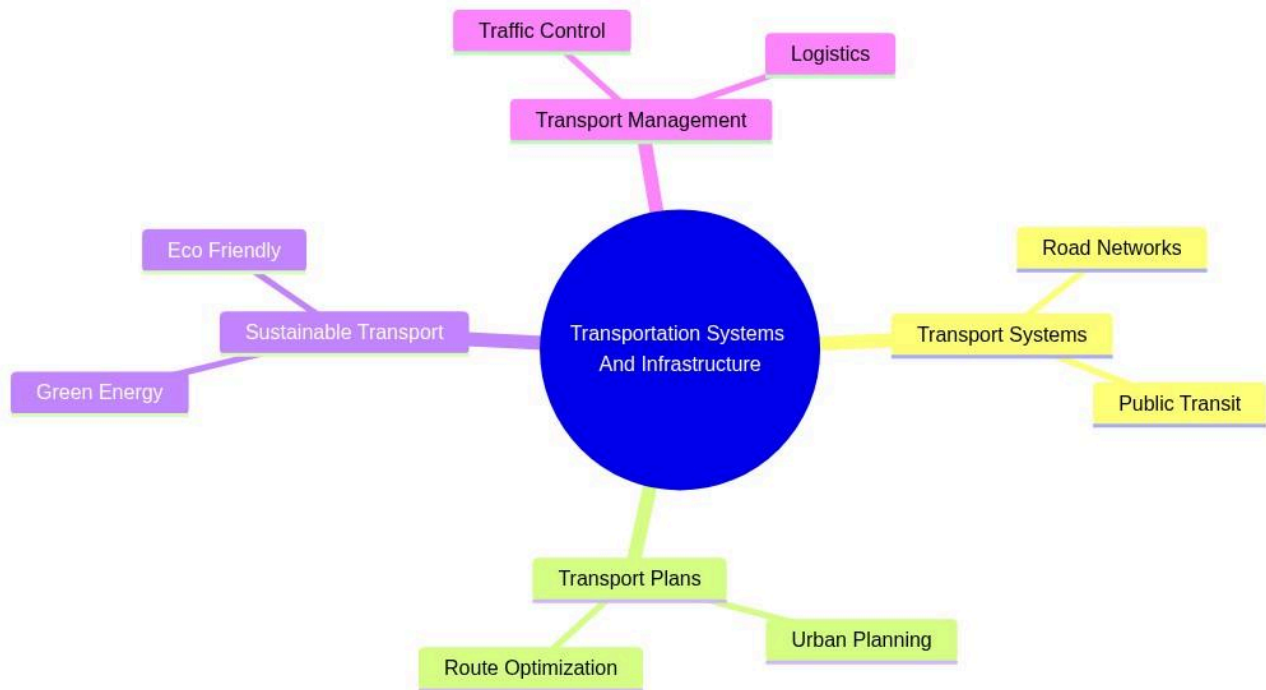 Traffic Control
Logistics
Transport Management
Eco Friendly
Road Networks
Sustainable Transport
Transportation Systems
And Infrastructure
Transport Systems
Green Energy
Public Transit
Transport Plans
Urban Planning
Route Optimization